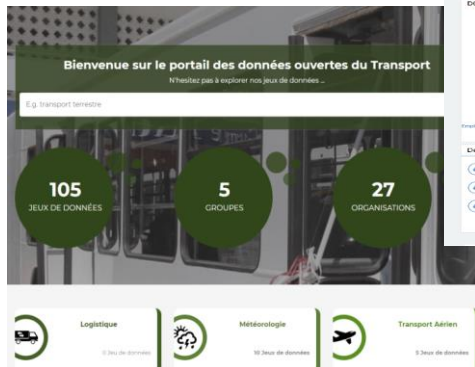 Bienvenue sur le portail des données ouvertes du Transport
N'hesitez pas à explorer nos jeux de données ...
E.g. transport terrestre
105
JEUX DE DONNÉES
5
GROUPES
27
ORGANISATIONS
Logistique
Météorologie
10 Jeux de données
Transport Aérien